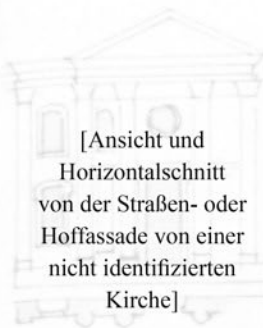 [Ansicht und
Horizontalschnitt
von der Straßen- oder
Hoffassade von einer
nicht identifizierten
Kirche]